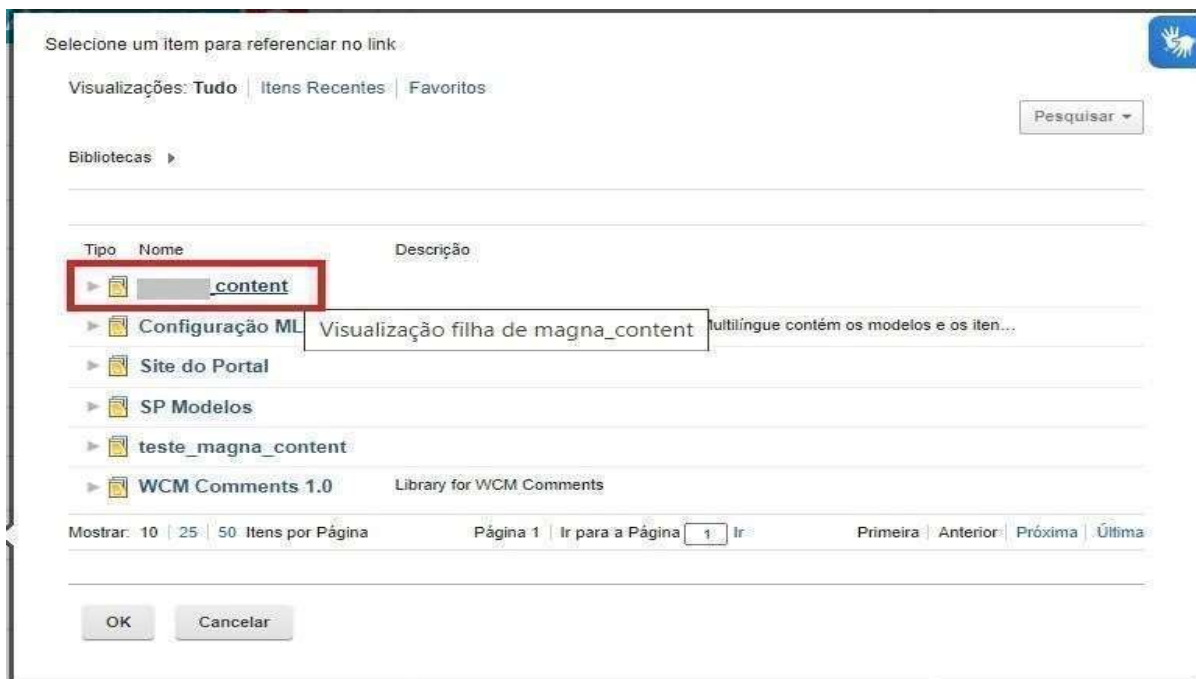 Selecione um item para referenciar no link
Visualizações: Tudo | Itens Recentes | Favoritos
Pesquisar
Bibliotecas
Tipo Nome Descrição
_content
Configuração ML
Visualização filha de magna_content
ultilíngue contém os modelos e os iten...
Site do Portal
SP Modelos
teste_magna_content
WCM Comments 1.0 Library for WCM Comments
Mostrar: 10 | 25 | 50 Itens por Página Página 1 | Ir para a Página 1 Ir Primeira | Anterior | Próxima | Última
OK Cancelar